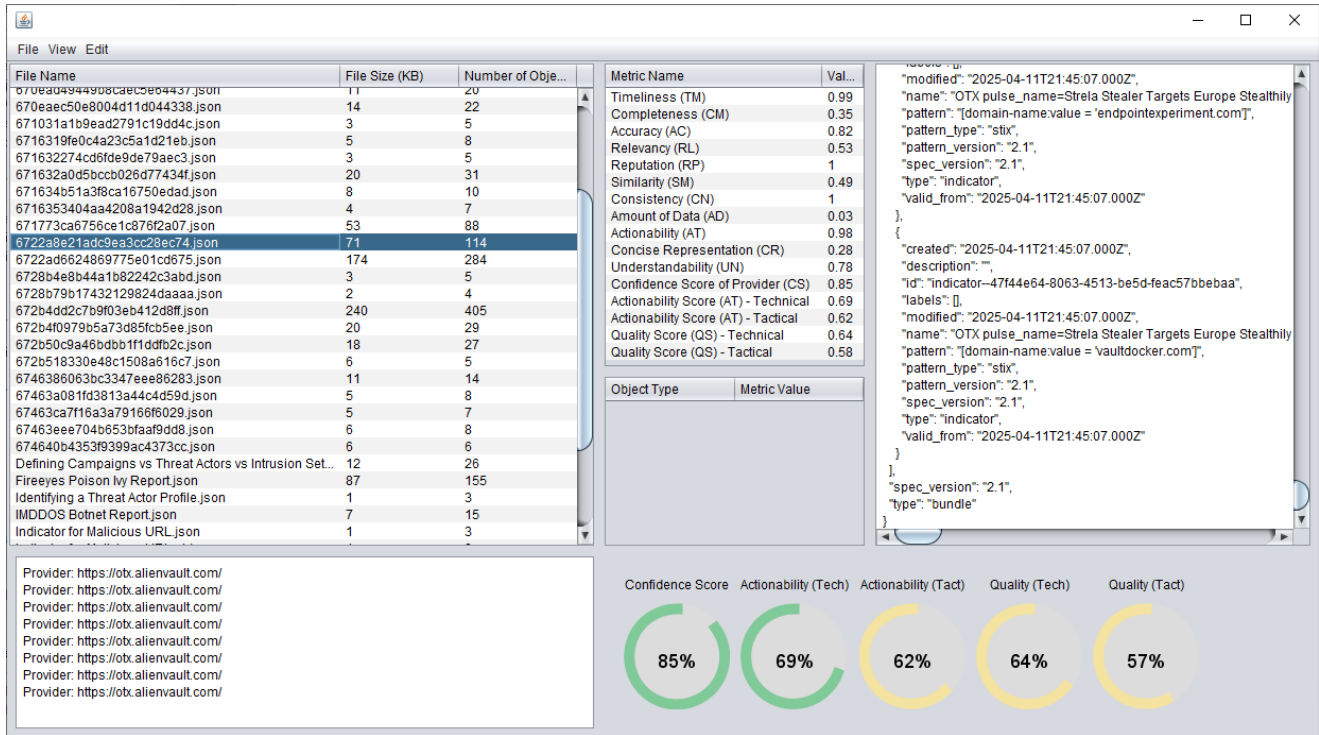 File View Edit
File Name File Size (KB) Number of Obje...
670ead49449b8caec5e64437.json 11 20
670eaec50e8004d11d044338.json 14 22
671031a1b9ead2791c19dd4c.json 3 5
6716319fe0c4a23c5a1d21eb.json 5 8
671632274cd6fde9de79aec3.json 3 5
671632a0d5bccb026d77434f.json 20 31
671634b51a3f8ca16750edad.json 8 10
6716353404aa4208a1942d28.json 4 7
671773ca6756ce1c876f2a07.json 53 88
6722a8e21adc9ea3cc28ec74.json 71 114
6722ad6624869775e01cd675.json 174 284
6728b4e8b44a1b82242c3abd.json 3 5
6728b79b17432129824daaaa.json 2 4
672b4dd2c7b9f03eb412d8ff.json 240 405
672b4f0979b5a73d85fcb5ee.json 20 29
672b50c9a46bdbb1f1ddfb2c.json 18 27
672b518330e48c1508a616c7.json 6 5
6746386063bc3347eee86283.json 11 14
67463a081fd3813a44c4d59d.json 5 8
67463ca7f16a3a79166f6029.json 5 7
67463eee704b653bfaaf9dd8.json 6 8
674640b4353f9399ac4373cc.json 6 6
Defining Campaigns vs Threat Actors vs Intrusion Set... 12 26
Fireeyes Poison Ivy Report.json 87 155
Identifying a Threat Actor Profile.json 1 3
IMDDOS Botnet Report.json 7 15
Indicator for Malicious URL.json 1 3
Metric Name Val...
Timeliness (TM) 0.99
Completeness (CM) 0.35
Accuracy (AC) 0.82
Relevancy (RL) 0.53
Reputation (RP) 1
Similarity (SM) 0.49
Consistency (CN) 1
Amount of Data (AD) 0.03
Actionability (AT) 0.98
Concise Representation (CR) 0.28
Understandability (UN) 0.78
Confidence Score of Provider (CS) 0.85
Actionability Score (AT) - Technical 0.69
Actionability Score (AT) - Tactical 0.62
Quality Score (QS) - Technical 0.64
Quality Score (QS) - Tactical 0.58
Object Type Metric Value
"labels": [],
"modified": "2025-04-11T21:45:07.000Z",
"name": "OTX pulse_name=Strela Stealer Targets Europe Stealthily
"pattern": "[domain-name:value = 'endpointexperiment.com']",
"pattern_type": "stix",
"pattern_version": "2.1",
"spec_version": "2.1",
"type": "indicator",
"valid_from": "2025-04-11T21:45:07.000Z"
},
{
"created": "2025-04-11T21:45:07.000Z",
"description": "",
"id": "indicator--47f44e64-8063-4513-be5d-feac57bbebaa",
"labels": [],
"modified": "2025-04-11T21:45:07.000Z",
"name": "OTX pulse_name=Strela Stealer Targets Europe Stealthily
"pattern": "[domain-name:value = 'vaultdocker.com']",
"pattern_type": "stix",
"pattern_version": "2.1",
"spec_version": "2.1",
"type": "indicator",
"valid_from": "2025-04-11T21:45:07.000Z"
}
],
"spec_version": "2.1",
"type": "bundle"
}
Provider: https://otx.alienvault.com/
Provider: https://otx.alienvault.com/
Provider: https://otx.alienvault.com/
Provider: https://otx.alienvault.com/
Provider: https://otx.alienvault.com/
Provider: https://otx.alienvault.com/
Provider: https://otx.alienvault.com/
Provider: https://otx.alienvault.com/
Confidence Score Actionability (Tech) Actionability (Tact) Quality (Tech) Quality (Tact)
85% 69% 62% 64% 57%